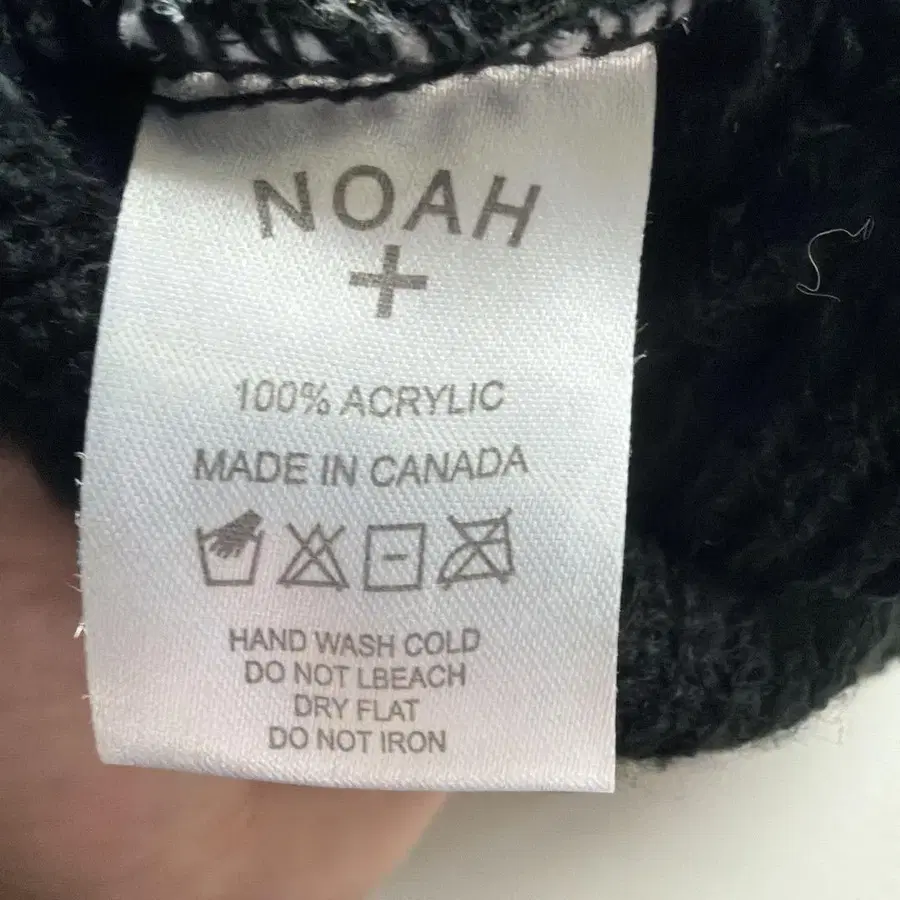 NOAH
+
100% ACRYLIC
MADE IN CANADA
HAND WASH COLD
DO NOT LBEACH
DRY FLAT
DO NOT IRON